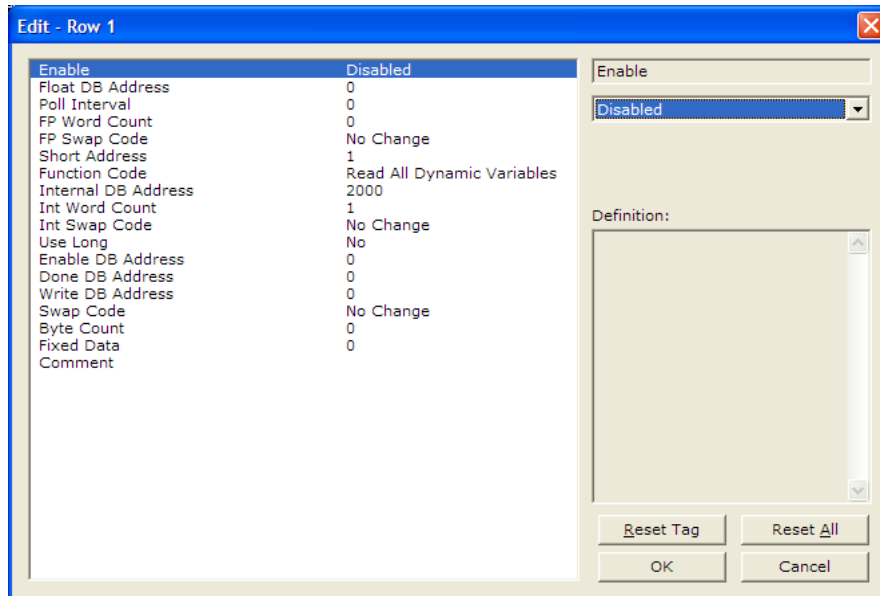 Edit - Row 1
Enable Disabled
Float DB Address 0
Poll Interval 0
FP Word Count 0
FP Swap Code No Change
Short Address 1
Function Code Read All Dynamic Variables
Internal DB Address 2000
Int Word Count 1
Int Swap Code No Change
Use Long No
Enable DB Address 0
Done DB Address 0
Write DB Address 0
Swap Code No Change
Byte Count 0
Fixed Data 0
Comment
Enable
Disabled
Definition:
Reset Tag Reset All
OK Cancel